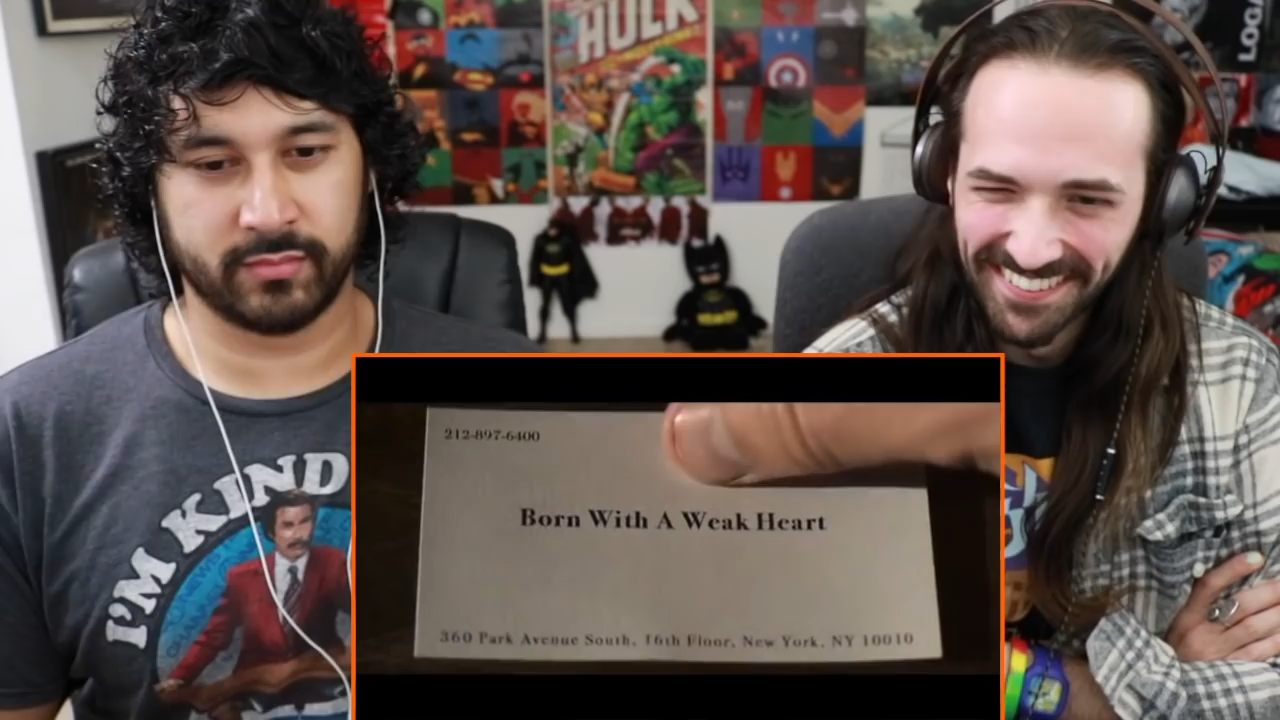 HULK
LOGA
I'M KIND
212-897-6400
Born With A Weak Heart
360 Park Avenue South, 16th Floor, New York, NY 10010